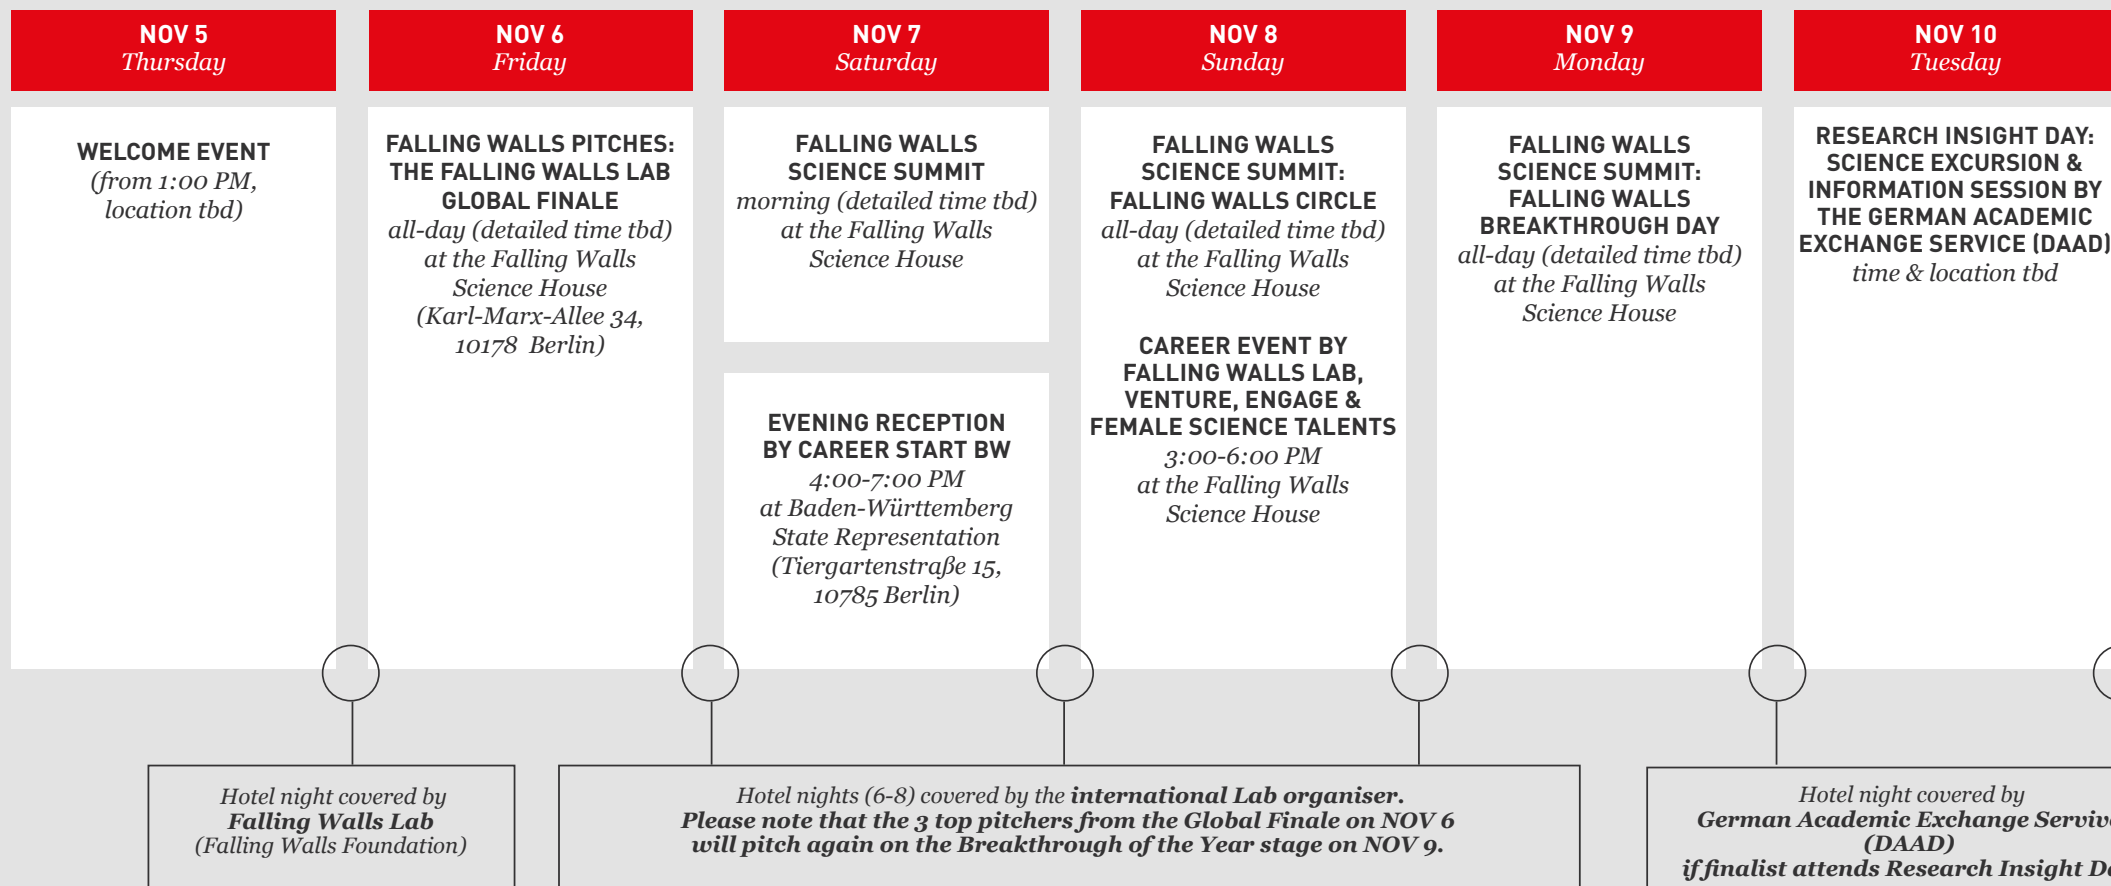 NOV 5
Thursday
WELCOME EVENT
(from 1:00 PM,
location tbd)
NOV 6
Friday
FALLING WALLS PITCHES:
THE FALLING WALLS LAB
GLOBAL FINALE
all-day (detailed time tbd)
at the Falling Walls
Science House
(Karl-Marx-Allee 34,
10178 Berlin)
NOV 7
Saturday
FALLING WALLS
SCIENCE SUMMIT
morning (detailed time tbd)
at the Falling Walls
Science House
EVENING RECEPTION
BY CAREER START BW
4:00-7:00 PM
at Baden-Württemberg
State Representation
(Tiergartenstraße 15,
10785 Berlin)
NOV 8
Sunday
FALLING WALLS
SCIENCE SUMMIT:
FALLING WALLS CIRCLE
all-day (detailed time tbd)
at the Falling Walls
Science House
CAREER EVENT BY
FALLING WALLS LAB,
VENTURE, ENGAGE &
FEMALE SCIENCE TALENTS
3:00-6:00 PM
at the Falling Walls
Science House
NOV 9
Monday
FALLING WALLS
SCIENCE SUMMIT:
FALLING WALLS
BREAKTHROUGH DAY
all-day (detailed time tbd)
at the Falling Walls
Science House
NOV 10
Tuesday
RESEARCH INSIGHT DAY:
SCIENCE EXCURSION &
INFORMATION SESSION BY
THE GERMAN ACADEMIC
EXCHANGE SERVICE (DAAD)
time & location tbd
Hotel night covered by
Falling Walls Lab
(Falling Walls Foundation)
Hotel nights (6-8) covered by the international Lab organiser.
Please note that the 3 top pitchers from the Global Finale on NOV 6
will pitch again on the Breakthrough of the Year stage on NOV 9.
Hotel night covered by
German Academic Exchange
(DAAD)
if finalist attends Research Insight